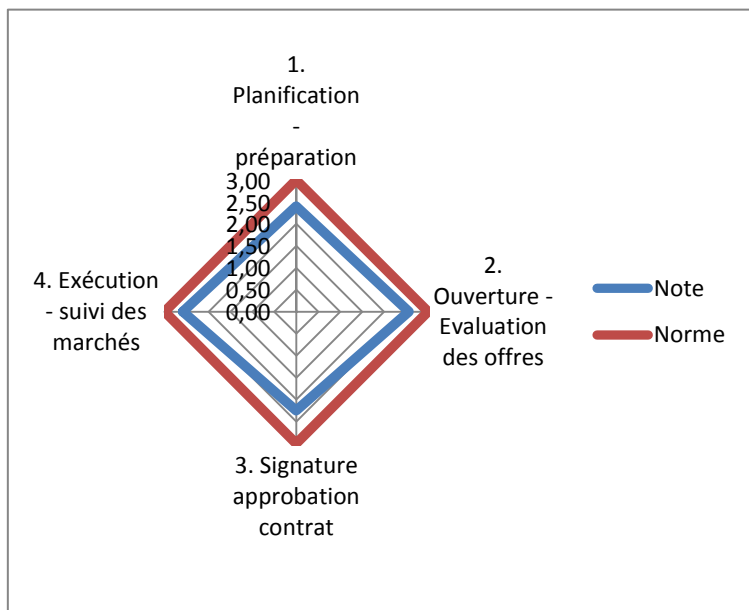 1.
Planification
-
préparation
3,00
2,50
2,00
1,50
1,00
0,50
0,00
2.
Ouverture -
Evaluation
des offres
3. Signature
approbation
contrat
4. Exécution
- suivi des
marchés
Note
Norme